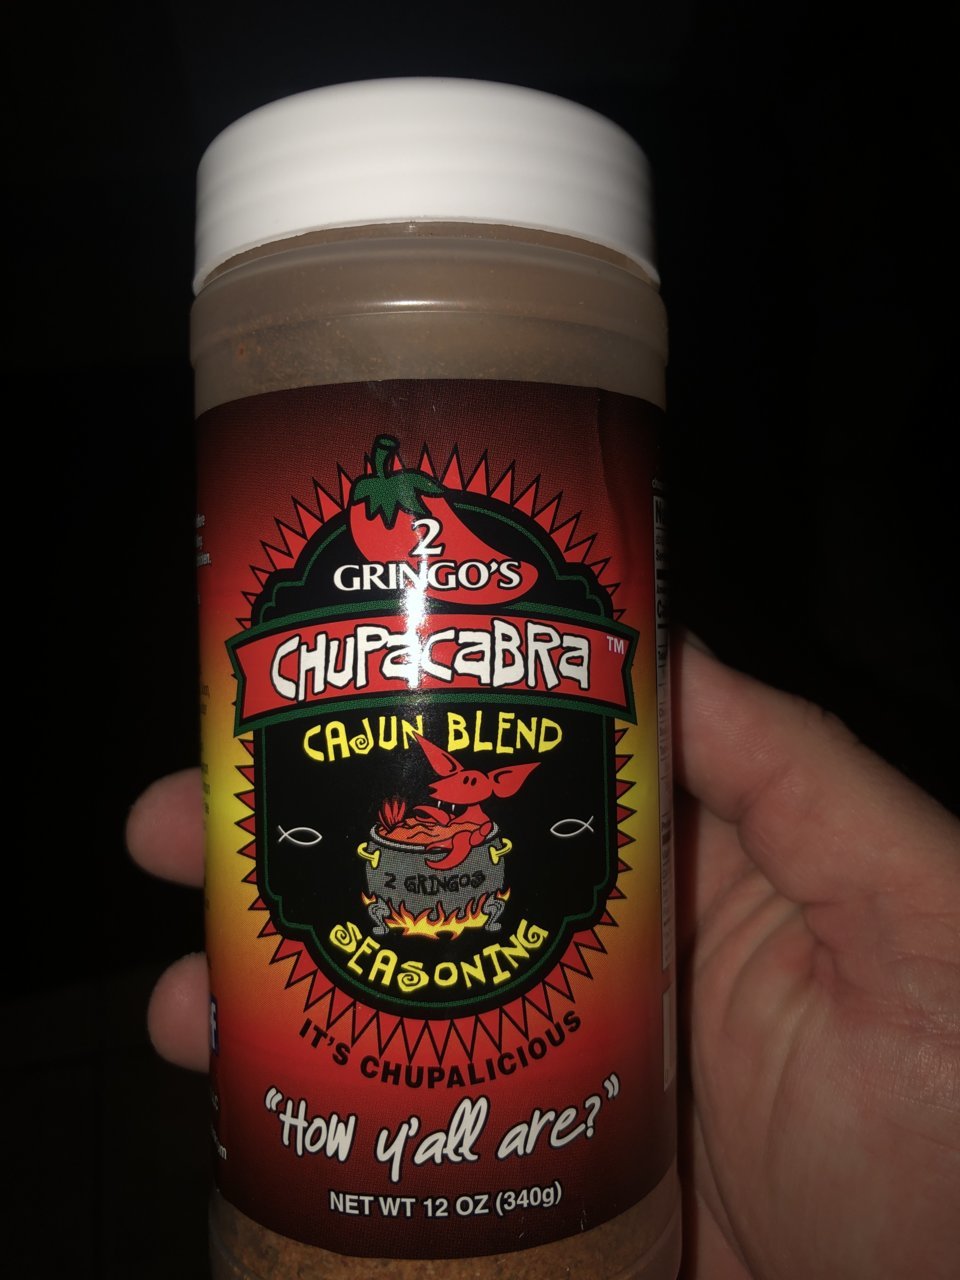 2
GRINGO'S
CHUPACABRA™
CAJUN BLEND
2 GRINGOS
SEASONING
IT'S CHUPALICIOUS
"How y'all are?"
NET WT 12 OZ (340g)